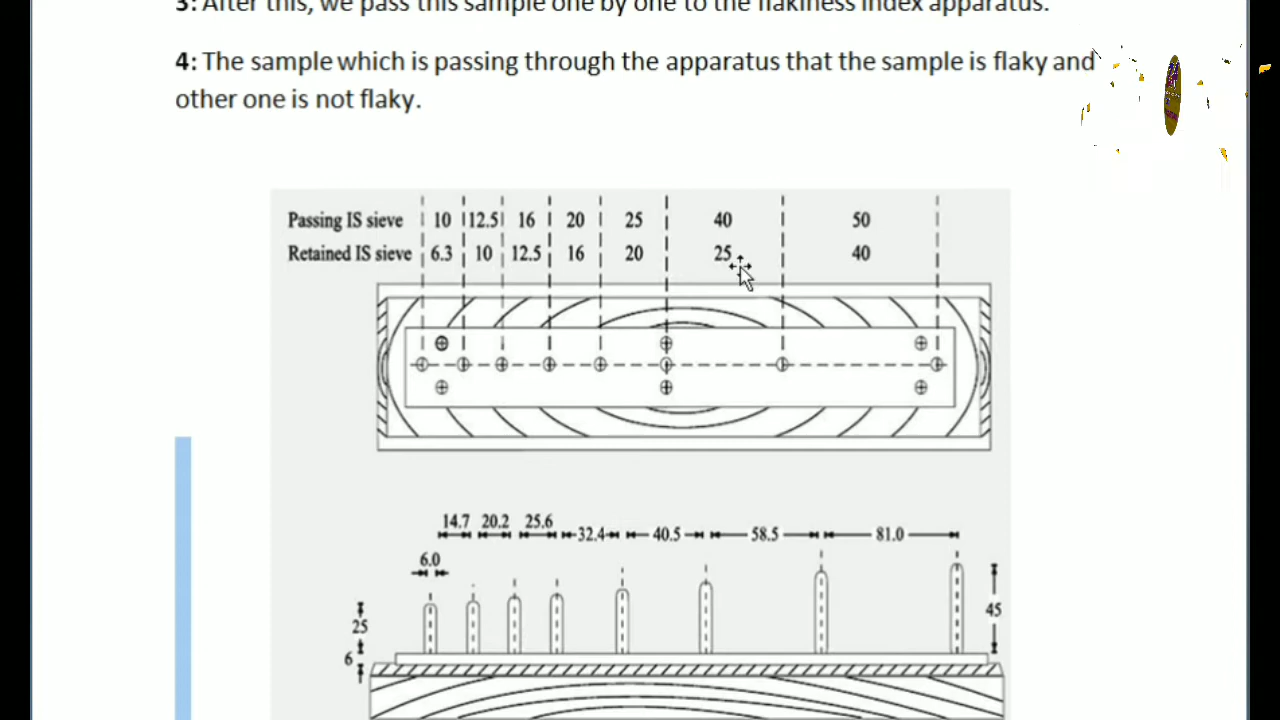 3: After this, we pass this sample one by one to the flakiness index apparatus.
4: The sample which is passing through the apparatus that the sample is flaky and
other one is not flaky.
Passing IS sieve 10 12.5 16 20 25 40 50
Retained IS sieve 6.3 10 12.5 16 20 25 40
14.7 20.2 25.6 32.4 40.5 58.5 81.0
6.0
25
45
6